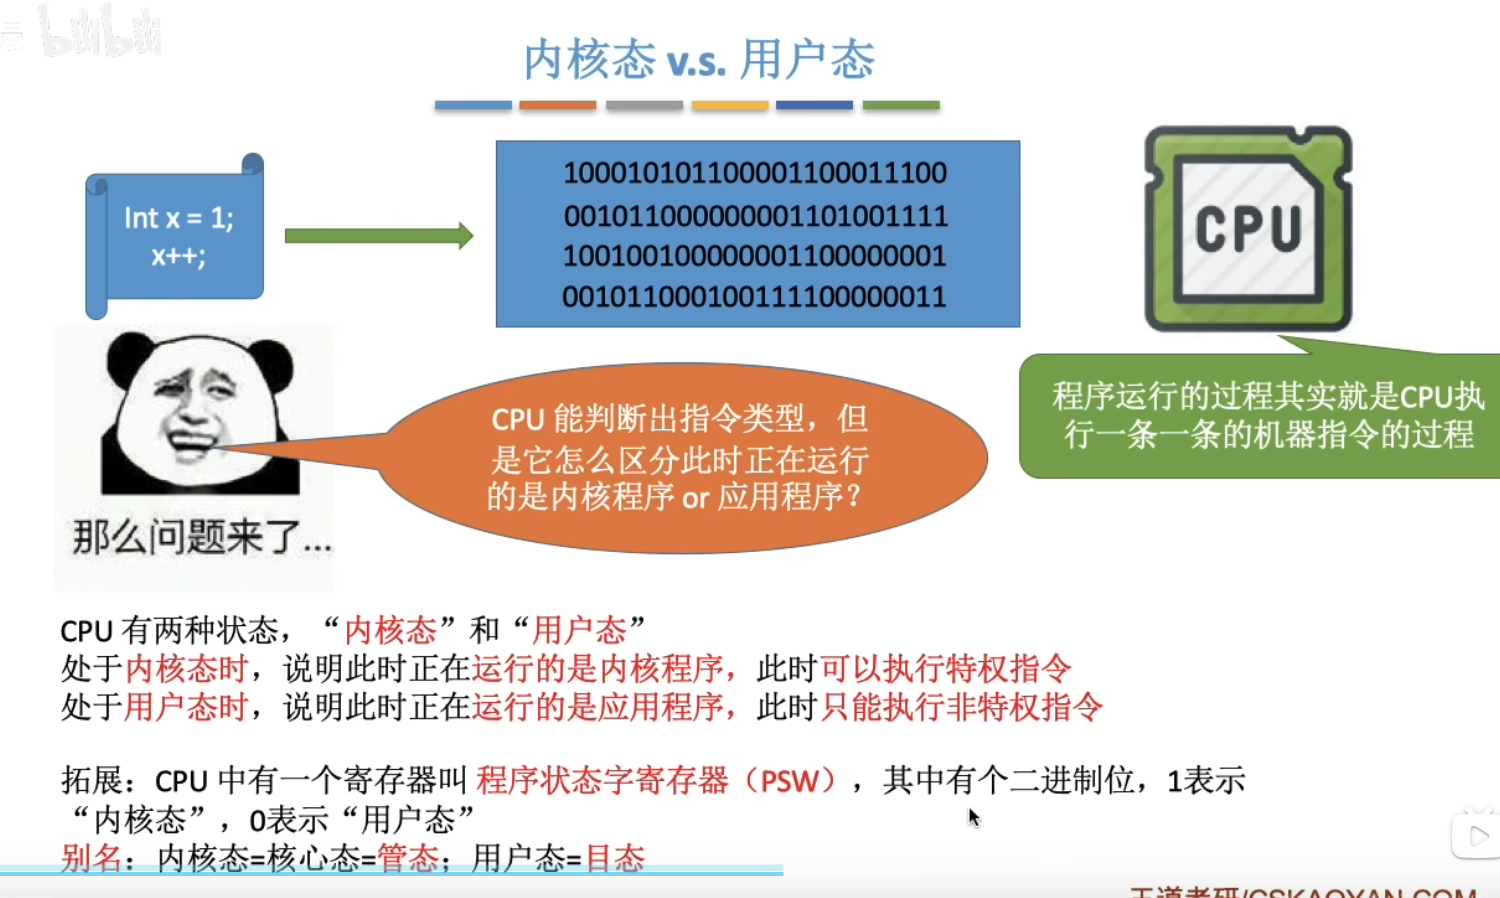 bilibili
内核态 v.s. 用户态
Int x = 1;
x++;
100010101100001100011100
001011000000001101001111
100100100000001100000001
001011000100111100000011
CPU
程序运行的过程其实就是CPU执
行一条一条的机器指令的过程
CPU 能判断出指令类型，但
是它怎么区分此时正在运行
的是内核程序 or 应用程序？
那么问题来了...
CPU 有两种状态，“内核态”和“用户态”
处于内核态时，说明此时正在运行的是内核程序，此时可以执行特权指令
处于用户态时，说明此时正在运行的是应用程序，此时只能执行非特权指令
拓展：CPU 中有一个寄存器叫 程序状态字寄存器（PSW），其中有个二进制位，1表示
“内核态”，0表示“用户态”
别名：内核态=核心态=管态；用户态=目态
王道考研/CSKAOYAN.COM